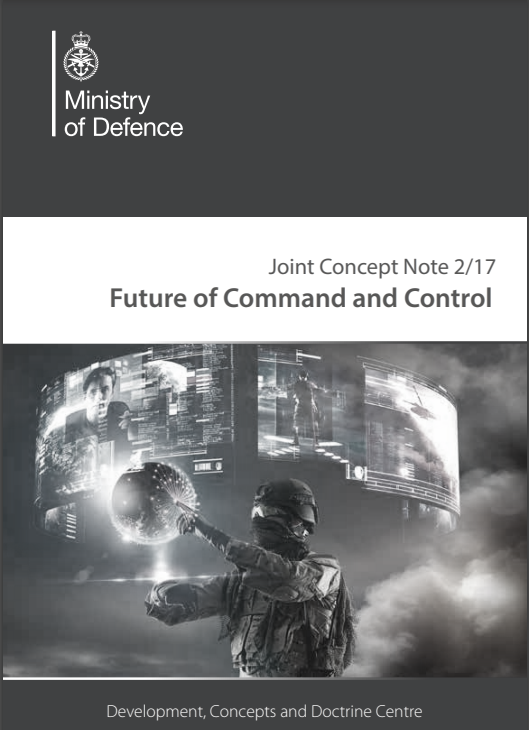 Ministry
of Defence
Joint Concept Note 2/17
Future of Command and Control
Development, Concepts and Doctrine Centre